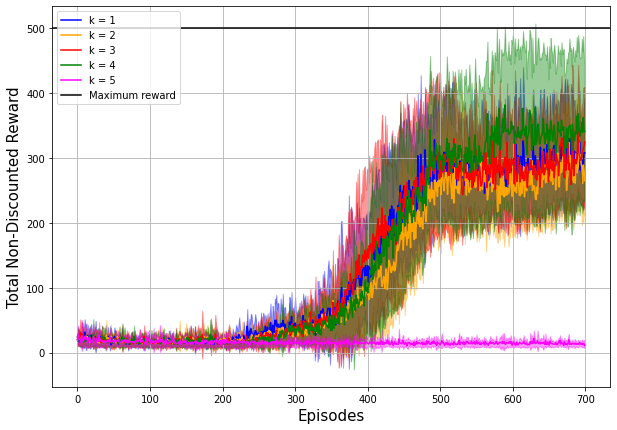 k = 1
k = 2
k = 3
k = 4
k = 5
Maximum reward
Total Non-Discounted Reward
500
400
300
200
100
0
0 100 200 300 400 500 600 700
Episodes